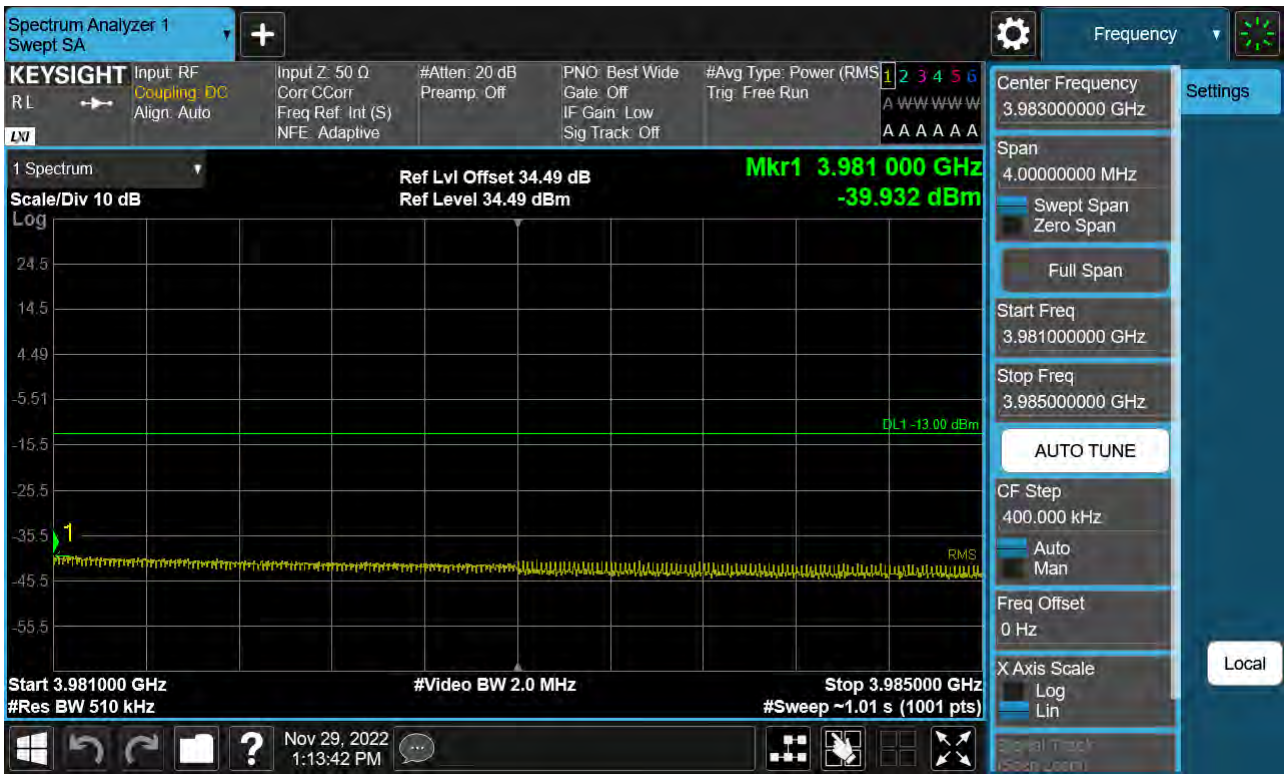 Spectrum Analyzer 1
Swept SA
+
Frequency
KEYSIGHT
RL
LXI
Input: RF
Coupling: DC
Align: Auto
Input Z: 50 Ω
Corr CCorr
Freq Ref: Int (S)
NFE: Adaptive
#Atten: 20 dB
Preamp: Off
PNO: Best Wide
Gate: Off
IF Gain: Low
Sig Track: Off
#Avg Type: Power (RMS
Trig: Free Run
1 2 3 4 5 6
A W W W W W
A A A A A A
1 Spectrum
Scale/Div 10 dB
Log
Ref Lvl Offset 34.49 dB
Ref Level 34.49 dBm
Mkr1 3.981 000 GHz
-39.932 dBm
24.5
14.5
4.49
-5.51
DL1 -13.00 dBm
-15.5
-25.5
-35.5
1
RMS
-45.5
-55.5
Start 3.981000 GHz
#Res BW 510 kHz
#Video BW 2.0 MHz
Stop 3.985000 GHz
#Sweep ~1.01 s (1001 pts)
Center Frequency
3.983000000 GHz
Span
4.00000000 MHz
Swept Span
Zero Span
Full Span
Start Freq
3.981000000 GHz
Stop Freq
3.985000000 GHz
AUTO TUNE
CF Step
400.000 kHz
Auto
Man
Freq Offset
0 Hz
X Axis Scale
Log
Lin
Signal Track
(Span Zoom)
Settings
Local
?
Nov 29, 2022
1:13:42 PM